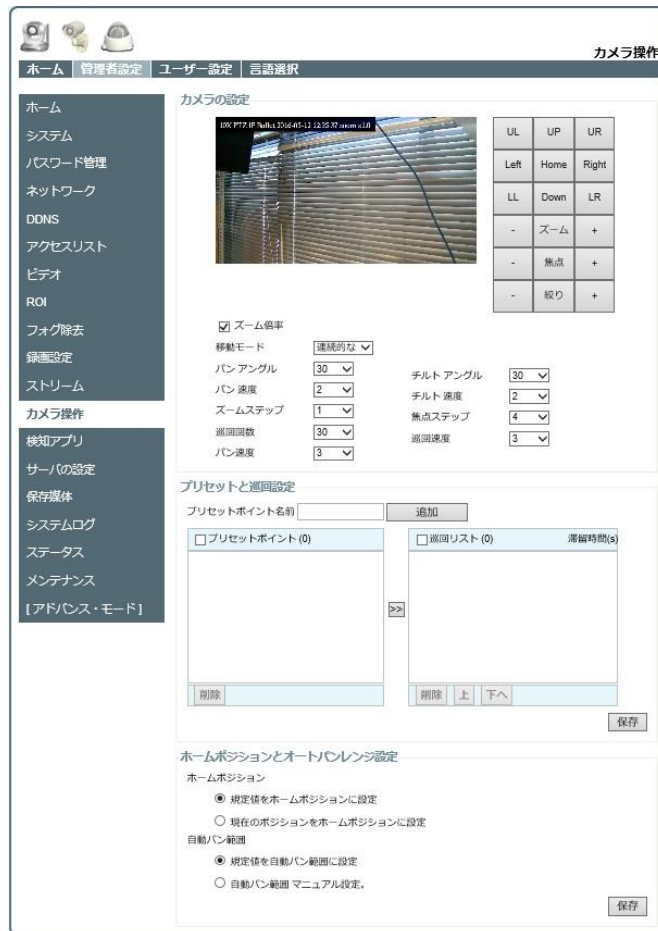 カメラ操作
ホーム 管理者設定 ユーザー設定 言語選択
ホーム
システム
パスワード管理
ネットワーク
DDNS
アクセスリスト
ビデオ
ROI
フォグ除去
録画設定
ストリーム
カメラ操作
検知アプリ
サーバの設定
保存媒体
システムログ
ステータス
メンテナンス
[アドバンス・モード]
カメラの設定
10X PTZ IP Bullet 2016-05-12 12:35:37 zoom x1.0
UL UP UR
Left Home Right
LL Down LR
- ズーム +
- 焦点 +
- 絞り +
ズーム倍率
移動モード 連続的な
パン アングル 30 チルト アングル 30
パン 速度 2 チルト 速度 2
ズームステップ 1 焦点ステップ 4
巡回回数 30 巡回速度 3
パン速度 3
プリセットと巡回設定
プリセットポイント名前 追加
プリセットポイント (0) 巡回リスト (0) 滞留時間(s)
>>
削除 削除 上 下へ
保存
ホームポジションとオートパンレンジ設定
ホームポジション
規定値をホームポジションに設定
現在のポジションをホームポジションに設定
自動パン範囲
規定値を自動パン範囲に設定
自動パン範囲 マニュアル設定。
保存